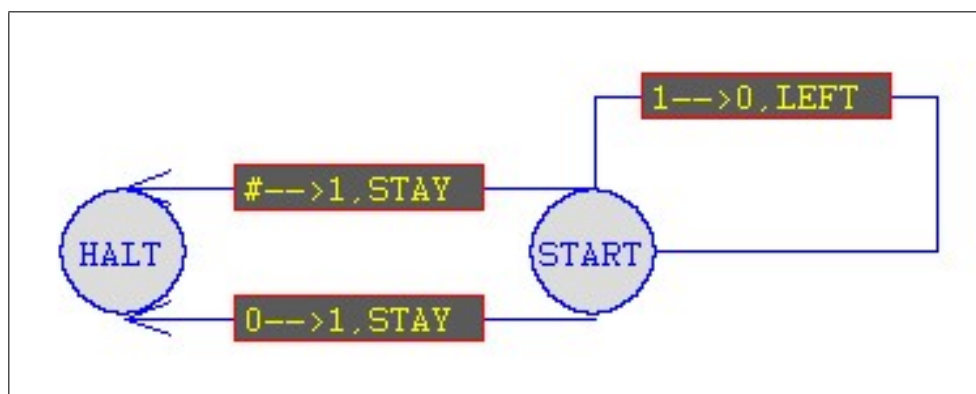 1-->0,LEFT
#-->1,STAY
HALT
START
0-->1,STAY